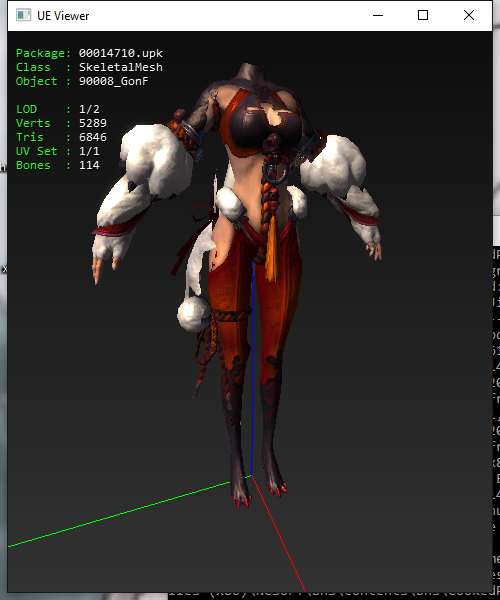 UE Viewer
Package: 00014710.upk
Class : SkeletalMesh
Object : 90008_GonF
LOD : 1/2
Verts : 5289
Tris : 6846
UV Set : 1/1
Bones : 114